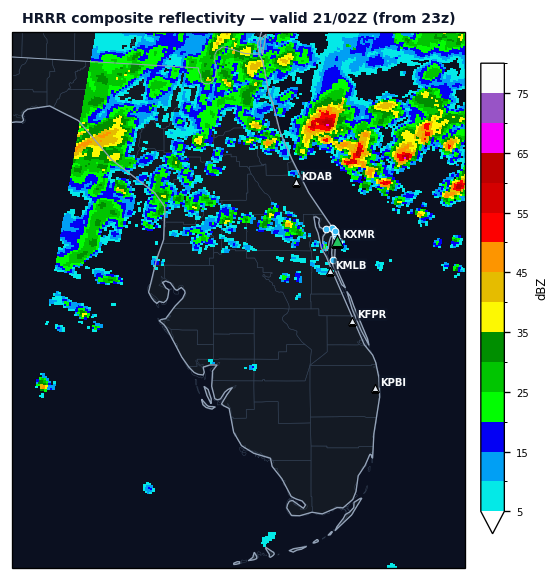 HRRR composite reflectivity — valid 21/02Z (from 23z)
KDAB
KXMR
KMLB
KFPR
KPBI
75
65
55
45
35
25
15
5
dBZ